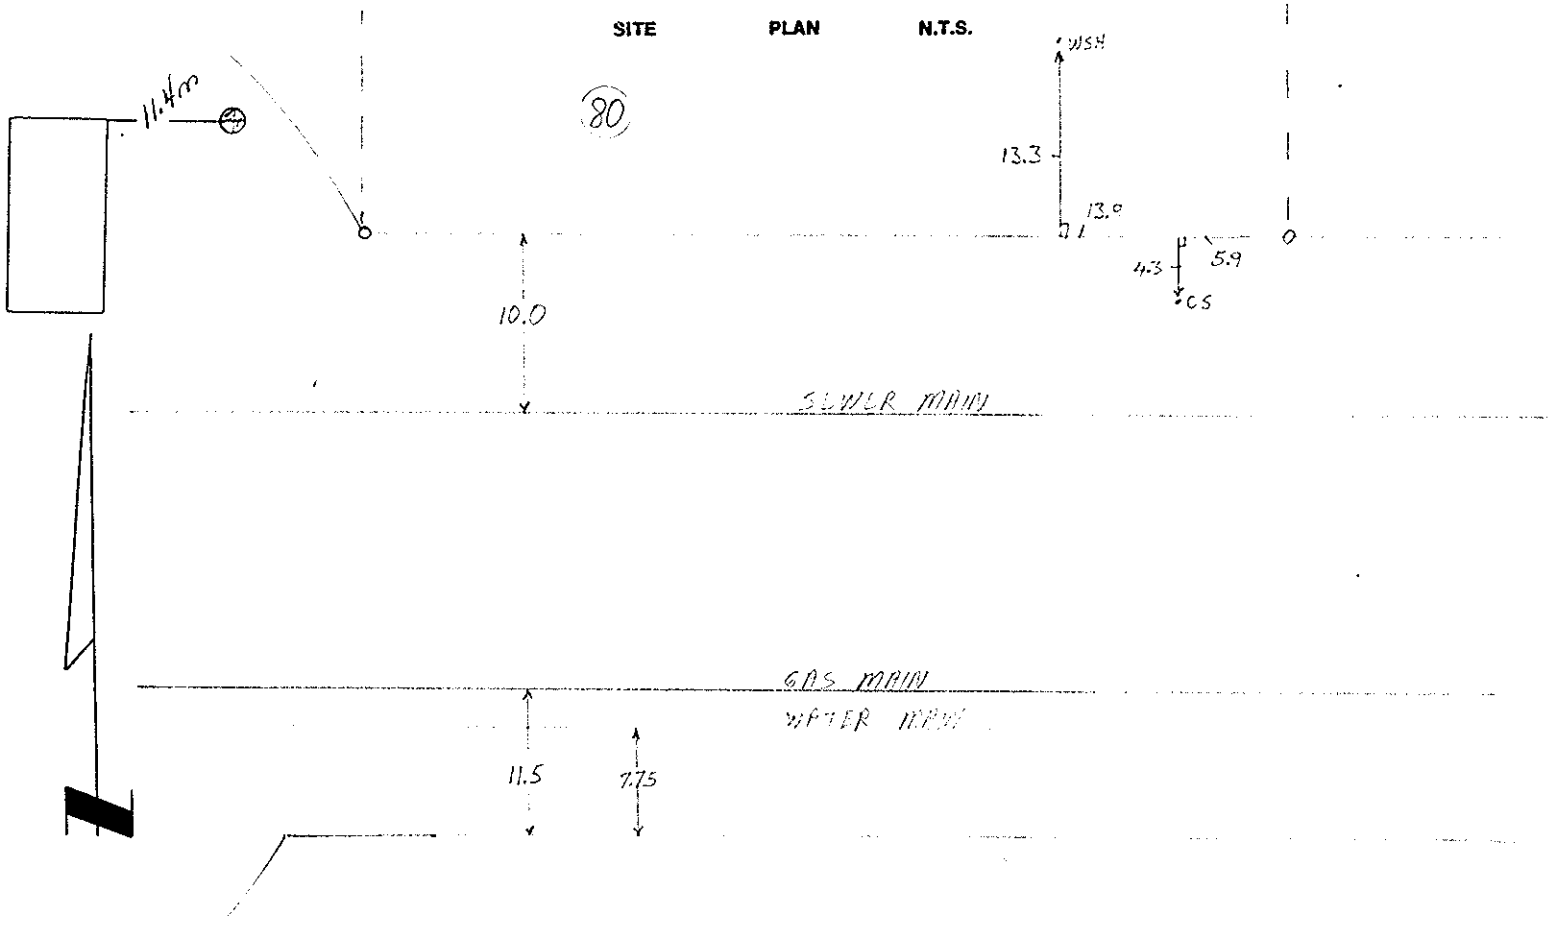 SITE PLAN N.T.S.
WSH
11.4m
80
13.3
13.9
4.3
5.9
CS
10.0
SEWER MAIN
GAS MAIN
WATER MAIN
11.5
7.75